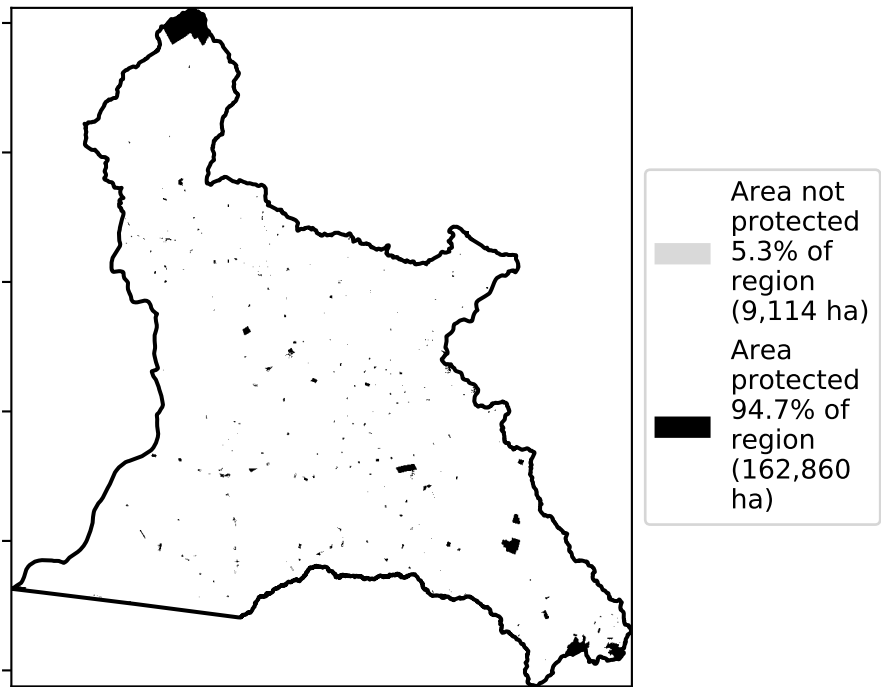 Area not
protected
5.3% of
region
(9,114 ha)
Area
protected
94.7% of
region
(162,860
ha)